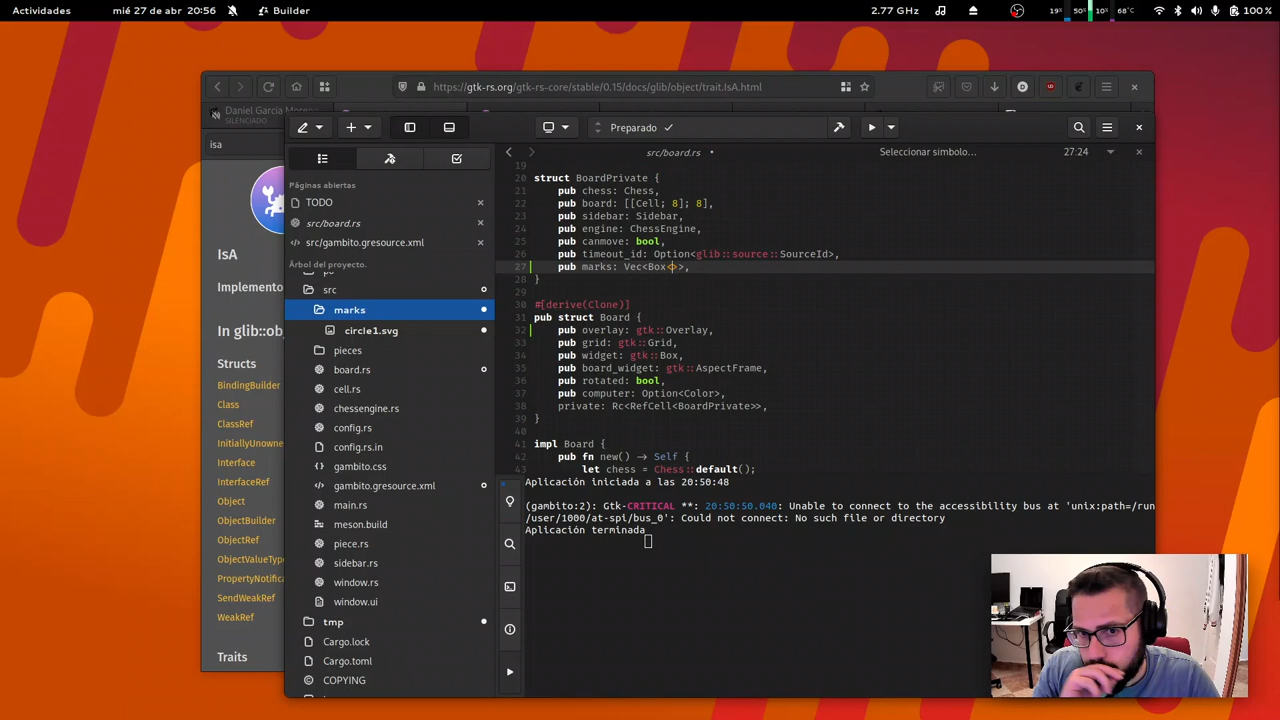 Actividades
mié 27 de abr 20:56
Builder
2.77 GHz
19%
50%
10%
68°C
100 %
https://gtk-rs.org/gtk-rs-core/stable/0.15/docs/glib/object/trait.IsA.html
Daniel García Moreno
SILENCIADO
isa
IsA
Implemento
In glib::obj
Structs
BindingBuilder
Class
ClassRef
InitiallyUnowne
Interface
InterfaceRef
Object
ObjectBuilder
ObjectRef
ObjectValueType
PropertyNotifica
SendWeakRef
WeakRef
Traits
Preparado
Páginas abiertas
TODO
src/board.rs
src/gambito.gresource.xml
Árbol del proyecto.
po
src
marks
circle1.svg
pieces
board.rs
cell.rs
chessengine.rs
config.rs
config.rs.in
gambito.css
gambito.gresource.xml
main.rs
meson.build
piece.rs
sidebar.rs
window.rs
window.ui
tmp
Cargo.lock
Cargo.toml
COPYING
src/board.rs •
Seleccionar símbolo...
27:24
19
20 struct BoardPrivate {
21 pub chess: Chess,
22 pub board: [[Cell; 8]; 8],
23 pub sidebar: Sidebar,
24 pub engine: ChessEngine,
25 pub canmove: bool,
26 pub timeout_id: Option<glib::source::SourceId>,
27 pub marks: Vec<Box<>>,
28 }
29
30 #[derive(Clone)]
31 pub struct Board {
32 pub overlay: gtk::Overlay,
33 pub grid: gtk::Grid,
34 pub widget: gtk::Box,
35 pub board_widget: gtk::AspectFrame,
36 pub rotated: bool,
37 pub computer: Option<Color>,
38 private: Rc<RefCell<BoardPrivate>>,
39 }
40
41 impl Board {
42 pub fn new() -> Self {
43 let chess = Chess::default();
Aplicación iniciada a las 20:50:48
(gambito:2): Gtk-CRITICAL **: 20:50:50.040: Unable to connect to the accessibility bus at 'unix:path=/run
/user/1000/at-spi/bus_0': Could not connect: No such file or directory
Aplicación terminada